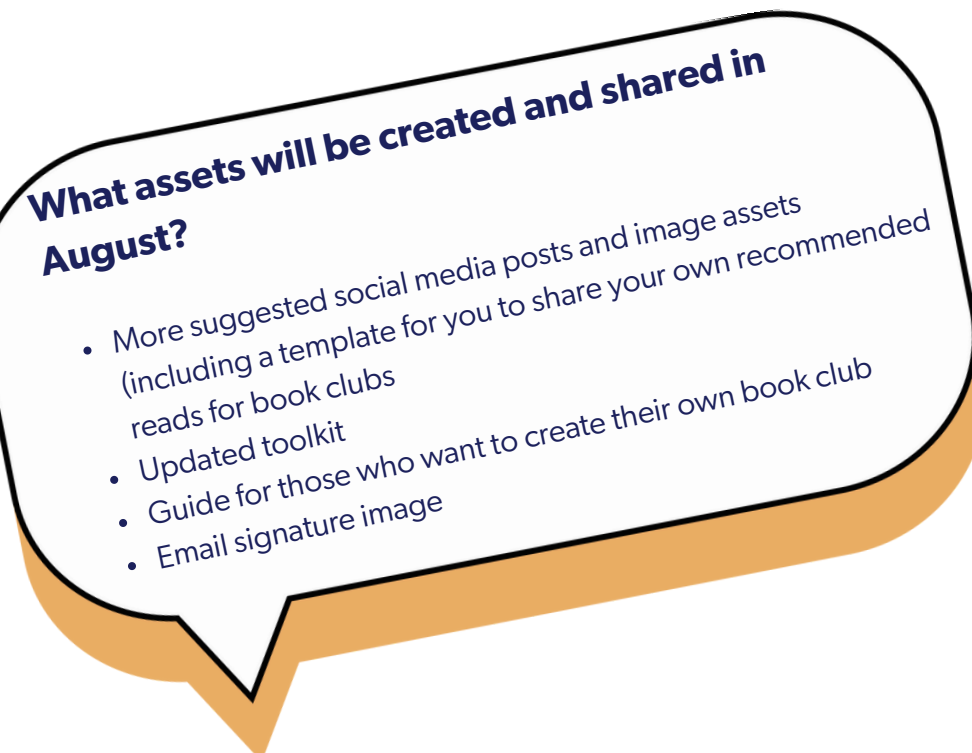 What assets will be created and shared in
August?
• More suggested social media posts and image assets
(including a template for you to share your own recommended
reads for book clubs
• Updated toolkit
• Guide for those who want to create their own book club
• Email signature image